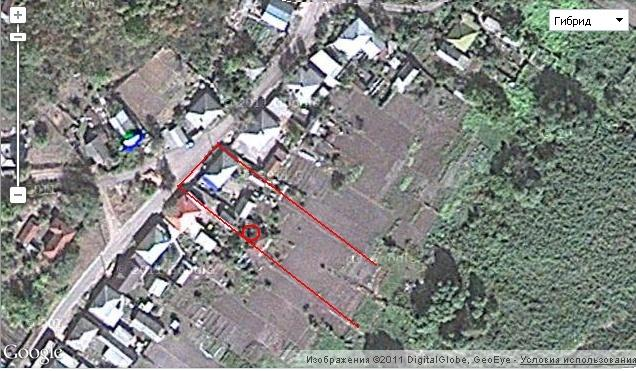 Гибрид
Google
Изображения ©2011 DigitalGlobe, GeoEye - Условия использования